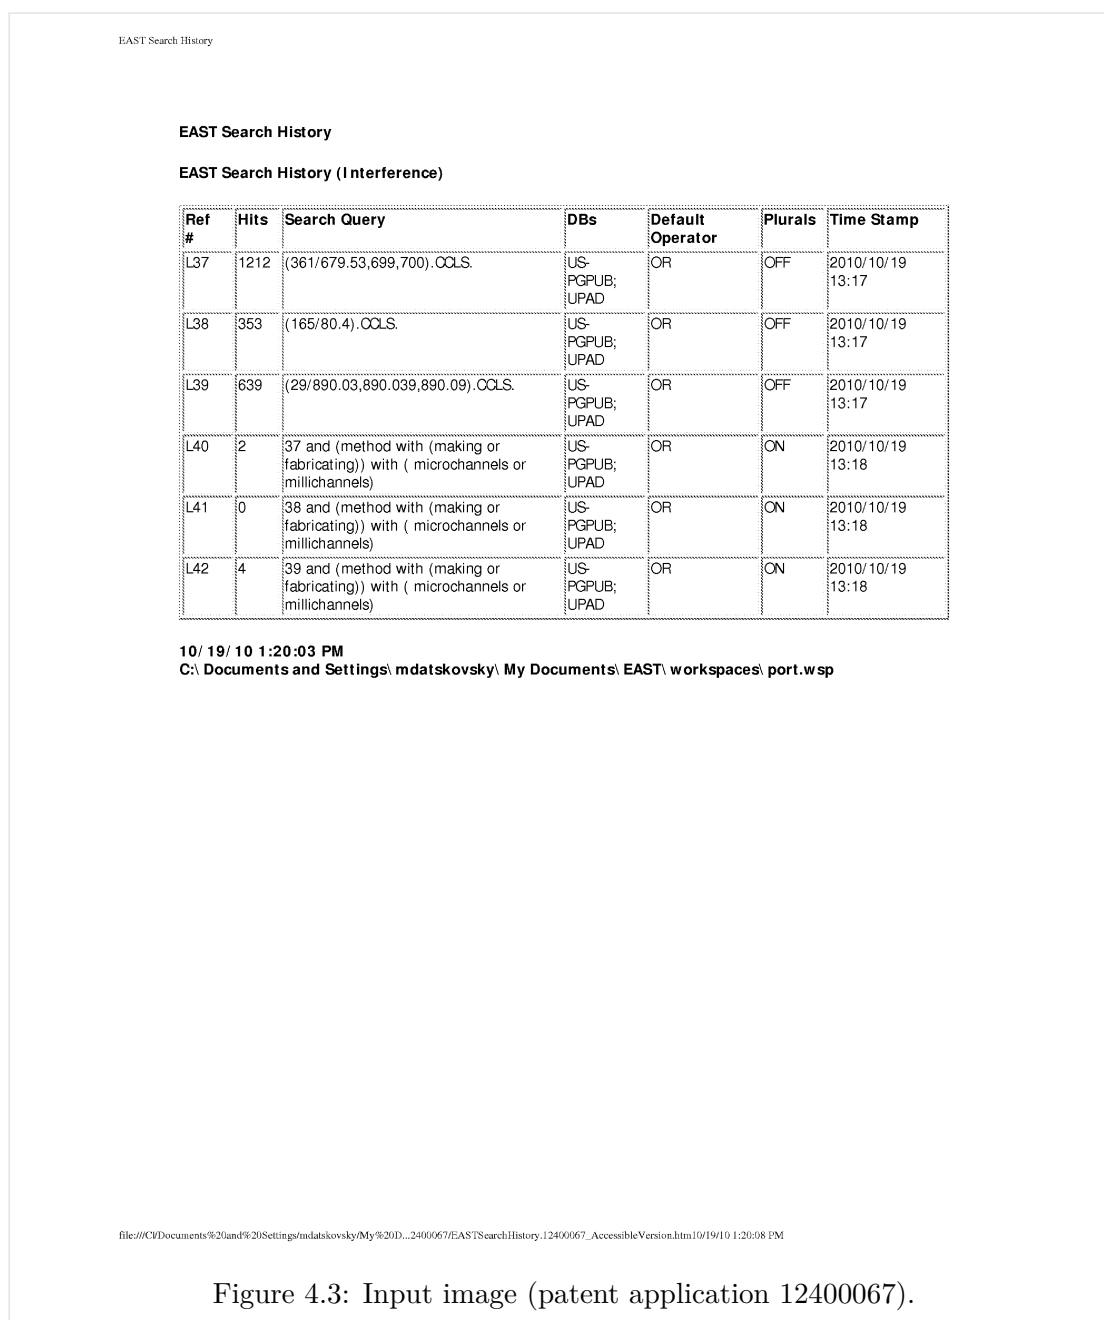 EAST Search History
EAST Search History
EAST Search History (Interference)
Ref # Hits Search Query DBs Default Operator Plurals Time Stamp
L37 1212 (361/679.53,699,700).CCLS. US-PGPUB; UPAD OR OFF 2010/10/19 13:17
L38 353 (165/80.4).CCLS. US-PGPUB; UPAD OR OFF 2010/10/19 13:17
L39 639 (29/890.03,890.039,890.09).CCLS. US-PGPUB; UPAD OR OFF 2010/10/19 13:17
L40 2 37 and (method with (making or fabricating)) with ( microchannels or millichannels) US-PGPUB; UPAD OR ON 2010/10/19 13:18
L41 0 38 and (method with (making or fabricating)) with ( microchannels or millichannels) US-PGPUB; UPAD OR ON 2010/10/19 13:18
L42 4 39 and (method with (making or fabricating)) with ( microchannels or millichannels) US-PGPUB; UPAD OR ON 2010/10/19 13:18
10/19/10 1:20:03 PM
C:\Documents and Settings\mdatskovsky\My Documents\EAST\workspaces\port.wsp
file:///C|/Documents%20and%20Settings/mdatskovsky/My%20D...2400067/EASTSearchHistory.12400067_AccessibleVersion.htm10/19/10 1:20:08 PM
Figure 4.3: Input image (patent application 12400067).